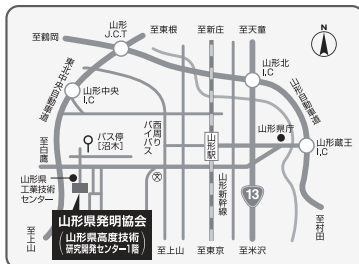 至鶴岡
山形
J.C.T
至東根
至新庄
至天童
N
東北中央自動車道
山形中央
I.C
山形北
I.C
山形自動車道
西周り
バイパス
バス停
[沼木]
至白鷹
山形駅
山形県庁
山形蔵王
I.C
山形県
工業技術
センター
文
山形新幹線
13
山形県発明協会
山形県高度技術
研究開発センター1階
至上山
至上山
至東京
至米沢
至村田